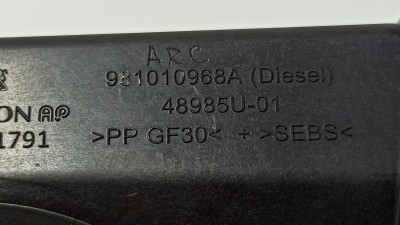 ARC
981010968A (Diesel)
ON AP 48985U-01
1791 >PP GF30< + >SEBS<